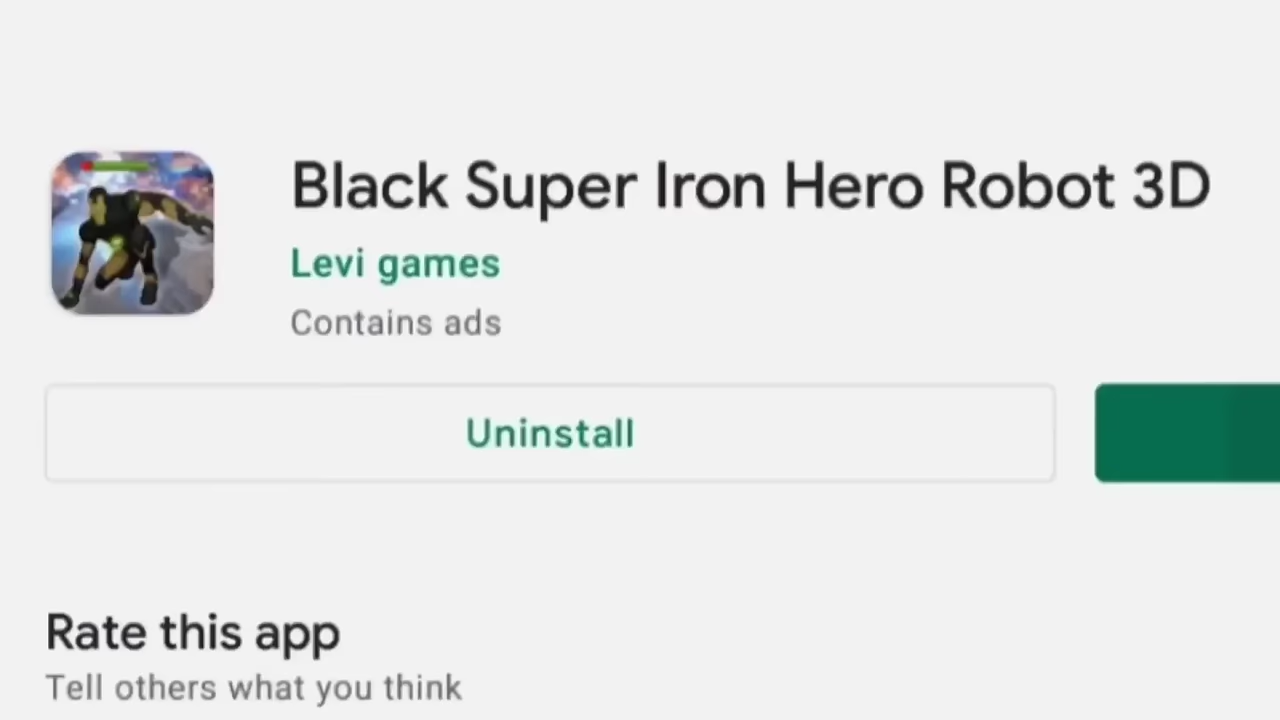 Black Super Iron Hero Robot 3D
Levi games
Contains ads
Uninstall
Rate this app
Tell others what you think